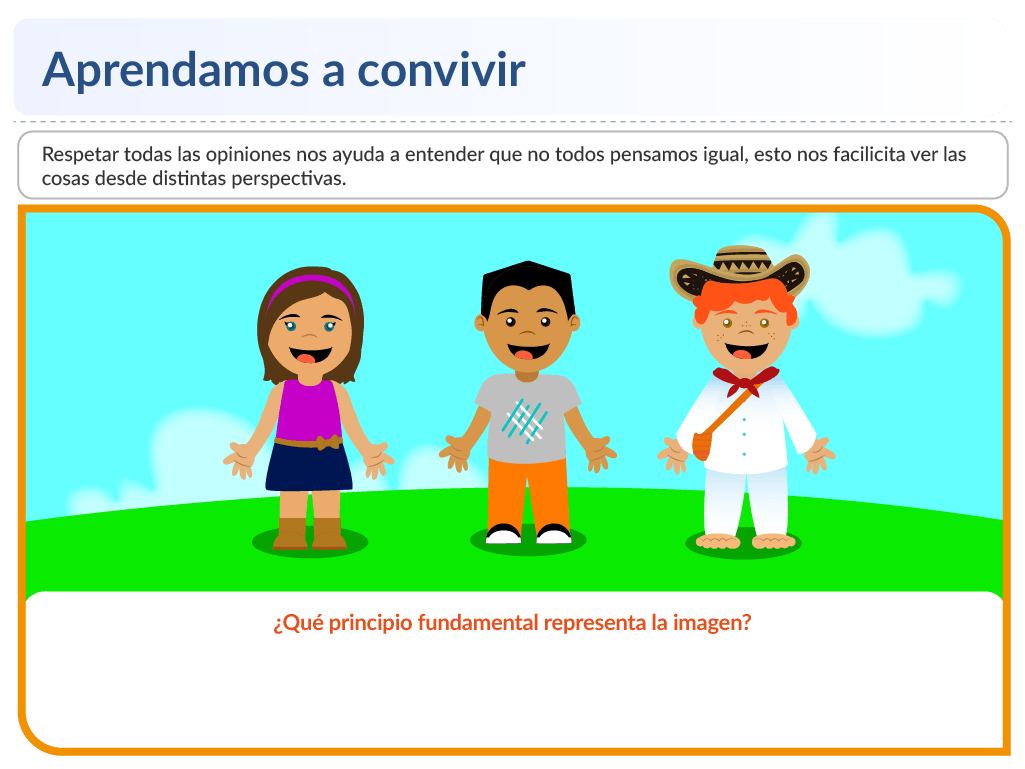 Aprendamos a convivir
Respetar todas las opiniones nos ayuda a entender que no todos pensamos igual, esto nos facilicita ver las
cosas desde distintas perspectivas.
¿Qué principio fundamental representa la imagen?